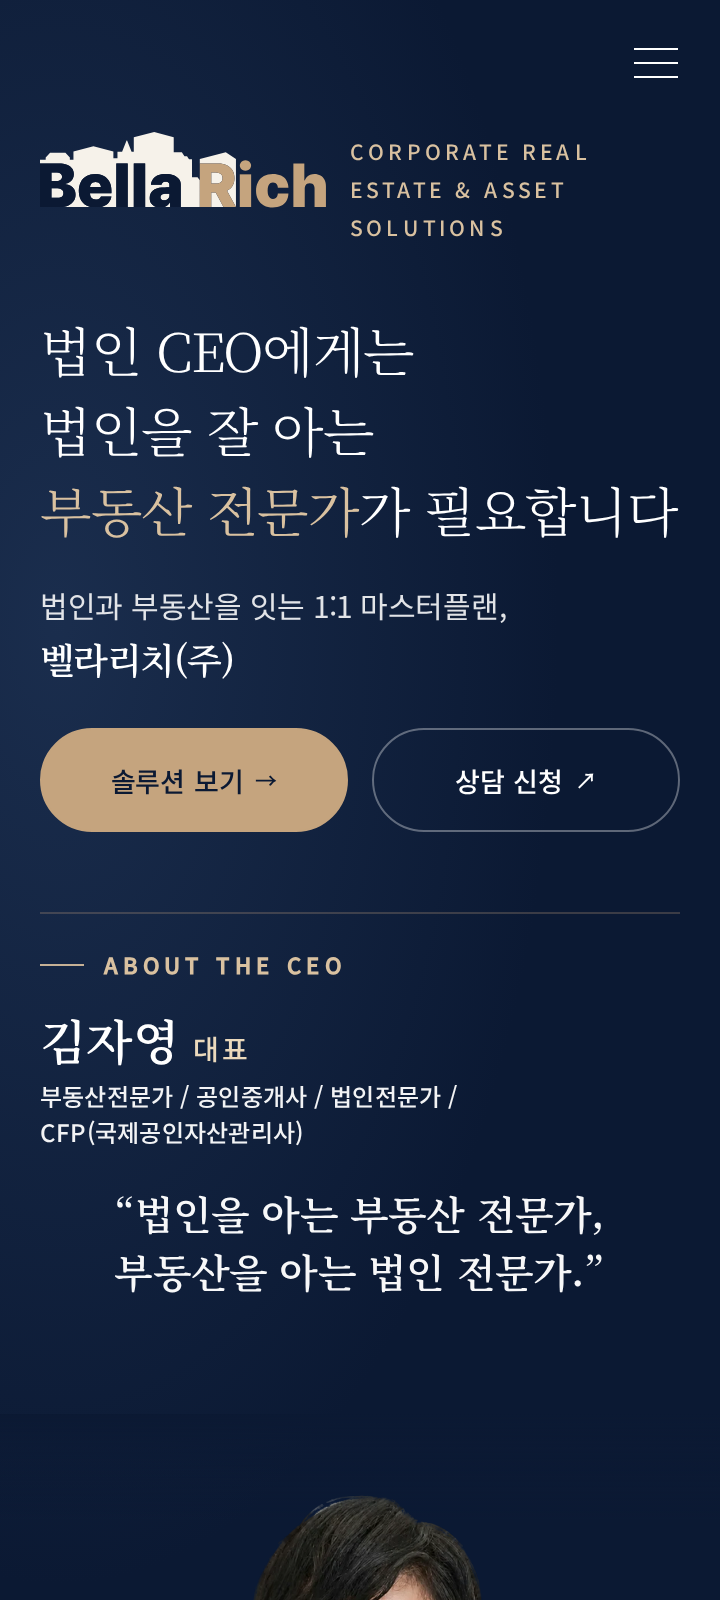 Bella Rich
CORPORATE REAL
ESTATE & ASSET
SOLUTIONS
법인 CEO에게는
법인을 잘 아는
부동산 전문가가 필요합니다
법인과 부동산을 잇는 1:1 마스터플랜,
벨라리치(주)
솔루션 보기 →
상담 신청 ↗
ABOUT THE CEO
김자영 대표
부동산전문가 / 공인중개사 / 법인전문가 /
CFP(국제공인자산관리사)
“법인을 아는 부동산 전문가,
부동산을 아는 법인 전문가.”